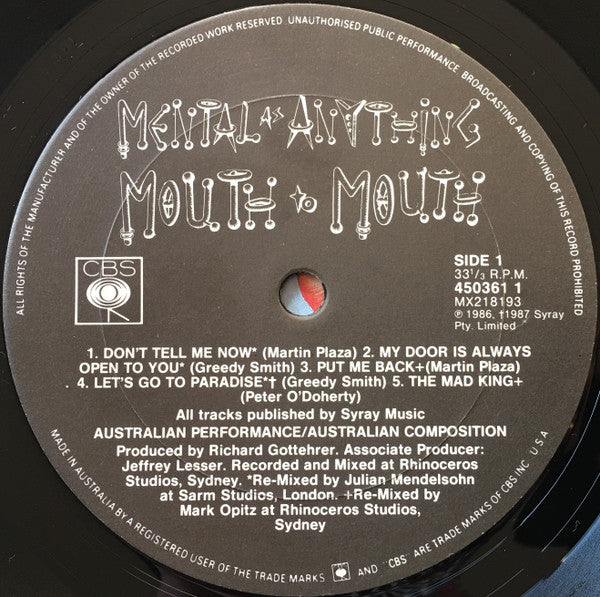 ALL RIGHTS OF THE MANUFACTURER AND OF THE OWNER OF THE RECORDED WORK RESERVED UNAUTHORISED PUBLIC PERFORMANCE, BROADCASTING AND COPYING OF THIS RECORD PROHIBITED
MENTAL AS ANYTHING
MOUTH TO MOUTH
CBS
SIDE 1
33 1/3 R.P.M.
450361 1
MX218193
℗ 1986, †1987 Syray
Pty. Limited
1. DON'T TELL ME NOW* (Martin Plaza) 2. MY DOOR IS ALWAYS
OPEN TO YOU* (Greedy Smith) 3. PUT ME BACK+(Martin Plaza)
4. LET'S GO TO PARADISE*† (Greedy Smith) 5. THE MAD KING+
(Peter O'Doherty)
All tracks published by Syray Music
AUSTRALIAN PERFORMANCE/AUSTRALIAN COMPOSITION
Produced by Richard Gottehrer. Associate Producer:
Jeffrey Lesser. Recorded and Mixed at Rhinoceros
Studios, Sydney. *Re-Mixed by Julian Mendelsohn
at Sarm Studios, London. +Re-Mixed by
Mark Opitz at Rhinoceros Studios,
Sydney
MADE IN AUSTRALIA BY A REGISTERED USER OF THE TRADE MARKS AND "CBS" ARE TRADE MARKS OF CBS INC. U.S.A.